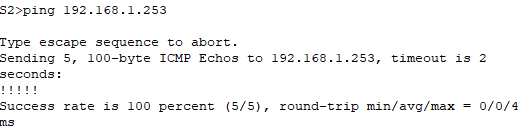 S2>ping 192.168.1.253
Type escape sequence to abort.
Sending 5, 100-byte ICMP Echos to 192.168.1.253, timeout is 2
seconds:
!!!!!
Success rate is 100 percent (5/5), round-trip min/avg/max = 0/0/4
ms